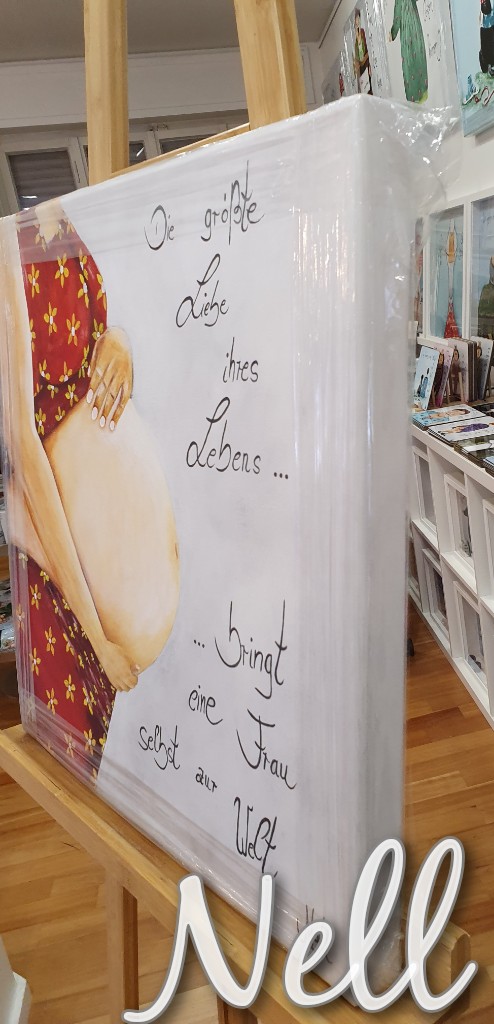 Die größte
Liebe
ihres
Lebens ...
... bringt
eine Frau
selbst zur
Welt
Nell